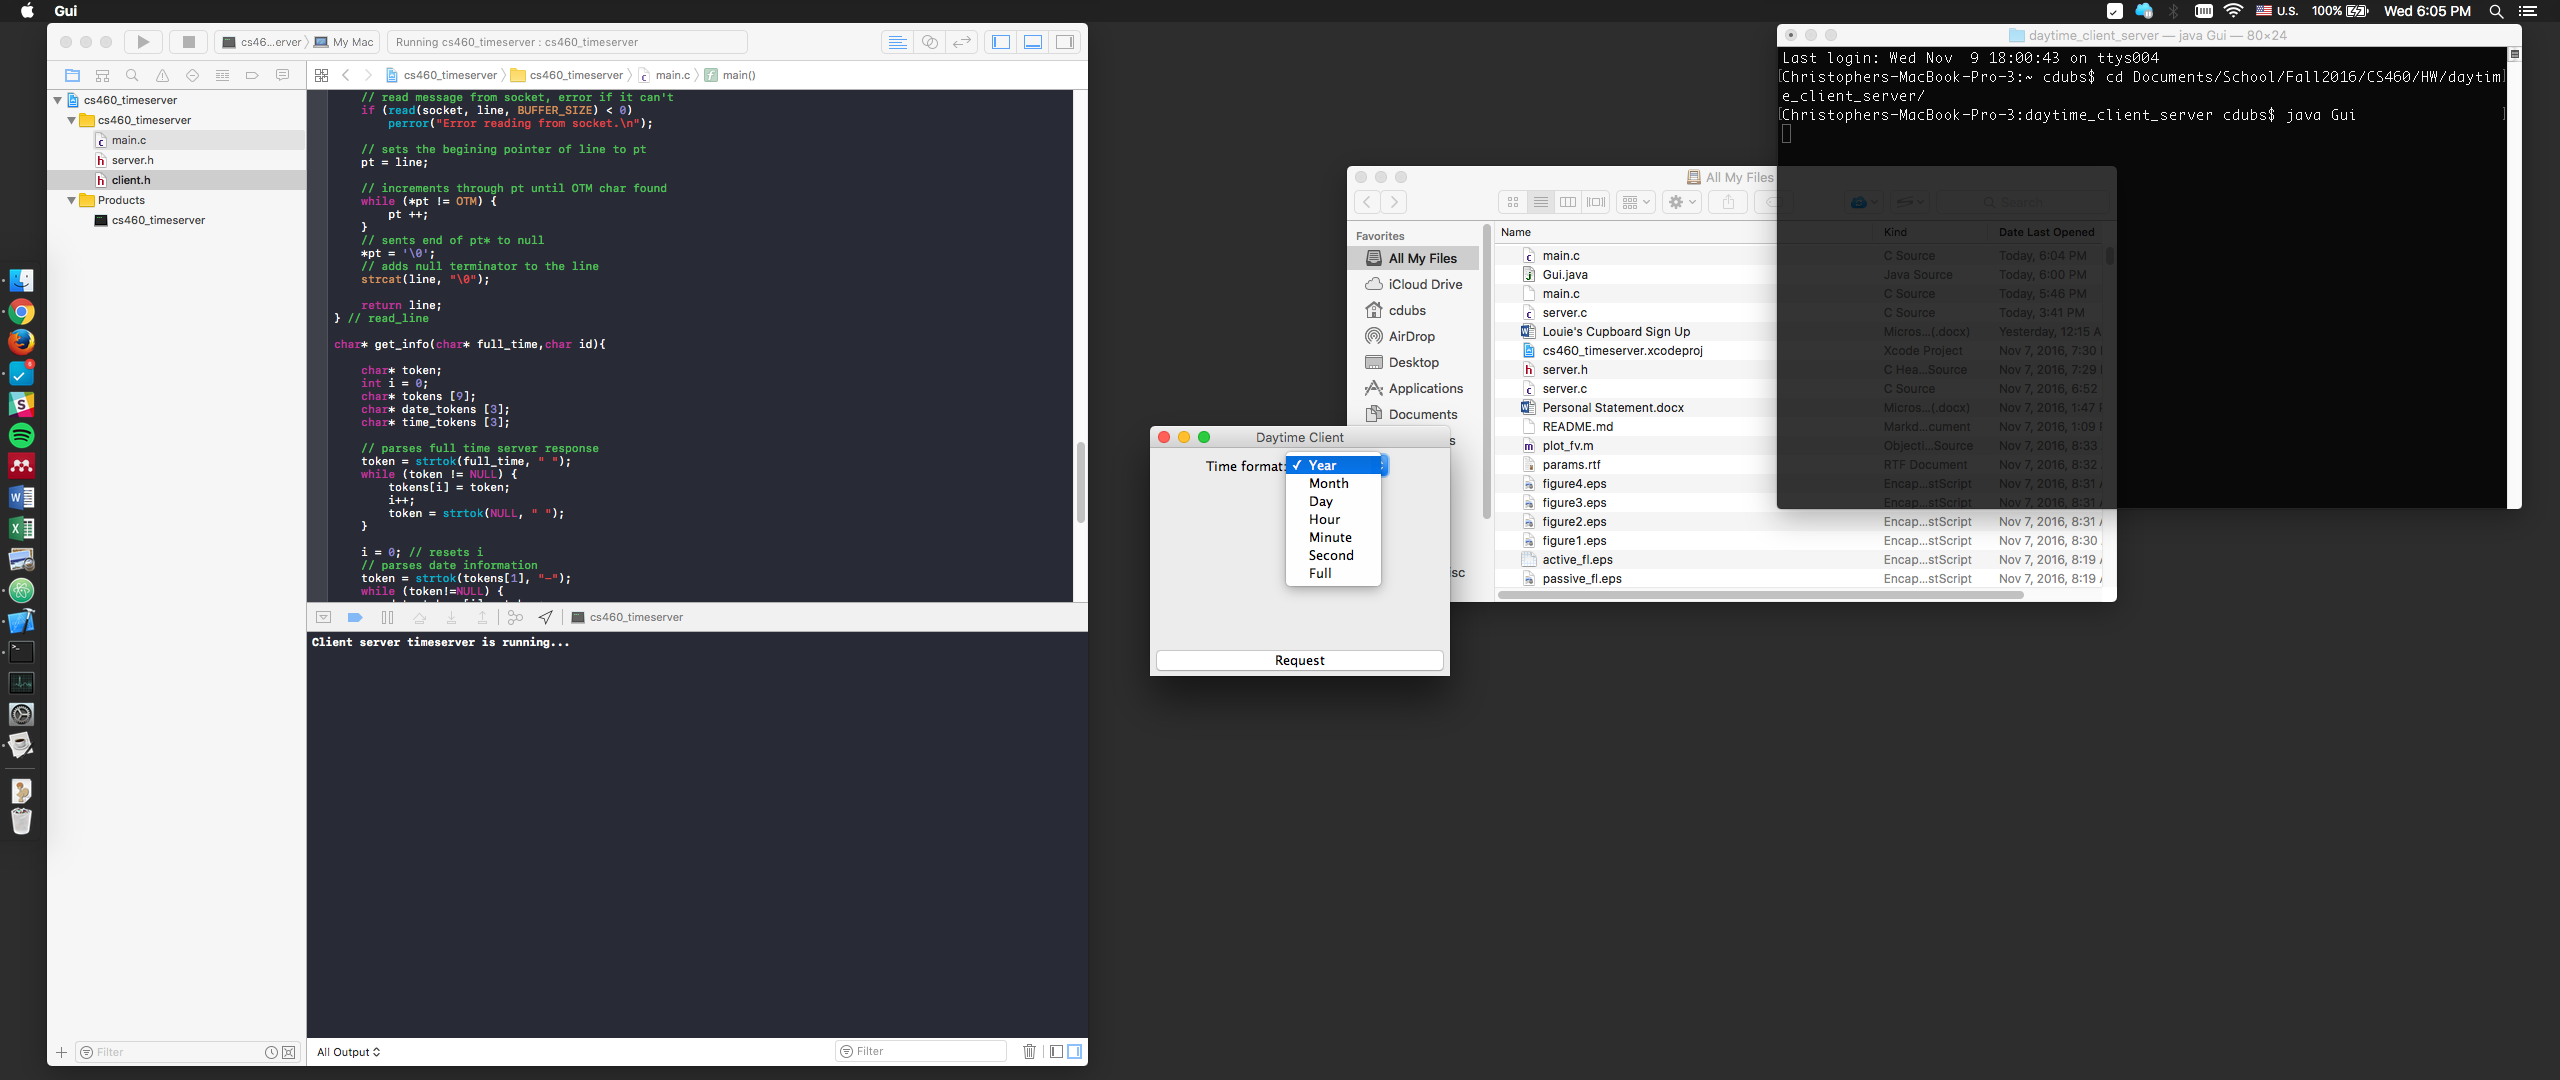 Gui
U.S. 100% Wed 6:05 PM
cs46...erver
My Mac
Running cs460_timeserver : cs460_timeserver
cs460_timeserver
cs460_timeserver
main.c
main()
cs460_timeserver
cs460_timeserver
main.c
server.h
client.h
Products
cs460_timeserver
// read message from socket, error if it can't
if (read(socket, line, BUFFER_SIZE) < 0)
perror("Error reading from socket.\n");
// sets the begining pointer of line to pt
pt = line;
// increments through pt until OTM char found
while (*pt != OTM) {
pt ++;
}
// sents end of pt* to null
*pt = '\0';
// adds null terminator to the line
strcat(line, "\0");
return line;
} // read_line
char* get_info(char* full_time,char id){
char* token;
int i = 0;
char* tokens [9];
char* date_tokens [3];
char* time_tokens [3];
// parses full time server response
token = strtok(full_time, " ");
while (token != NULL) {
tokens[i] = token;
i++;
token = strtok(NULL, " ");
}
i = 0; // resets i
// parses date information
token = strtok(tokens[1], "-");
while (token!=NULL) {
cs460_timeserver
Client server timeserver is running...
Filter
All Output
Filter
Daytime Client
Time format:
Year
Month
Day
Hour
Minute
Second
Full
Request
All My Files
Search
Favorites
All My Files
iCloud Drive
cdubs
AirDrop
Desktop
Applications
Documents
Name Kind Date Last Opened
main.c C Source Today, 6:04 PM
Gui.java Java Source Today, 6:00 PM
main.c C Source Today, 5:46 PM
server.c C Source Today, 3:41 PM
Louie's Cupboard Sign Up Micros...(.docx) Yesterday, 12:15 A
cs460_timeserver.xcodeproj Xcode Project Nov 7, 2016, 7:30
server.h C Hea...Source Nov 7, 2016, 7:29
server.c C Source Nov 7, 2016, 6:52
Personal Statement.docx Micros...(.docx) Nov 7, 2016, 1:47
README.md Markd...cument Nov 7, 2016, 1:09
plot_fv.m Objecti...Source Nov 7, 2016, 8:33
params.rtf RTF Document Nov 7, 2016, 8:32
figure4.eps Encap...stScript Nov 7, 2016, 8:31
figure3.eps Encap...stScript Nov 7, 2016, 8:31
figure2.eps Encap...stScript Nov 7, 2016, 8:31
figure1.eps Encap...stScript Nov 7, 2016, 8:30
active_fl.eps Encap...stScript Nov 7, 2016, 8:19
passive_fl.eps Encap...stScript Nov 7, 2016, 8:19
daytime_client_server — java Gui — 80×24
Last login: Wed Nov  9 18:00:43 on ttys004
[Christophers-MacBook-Pro-3:~ cdubs$ cd Documents/School/Fall2016/CS460/HW/daytim]
e_client_server/
[Christophers-MacBook-Pro-3:daytime_client_server cdubs$ java Gui ]